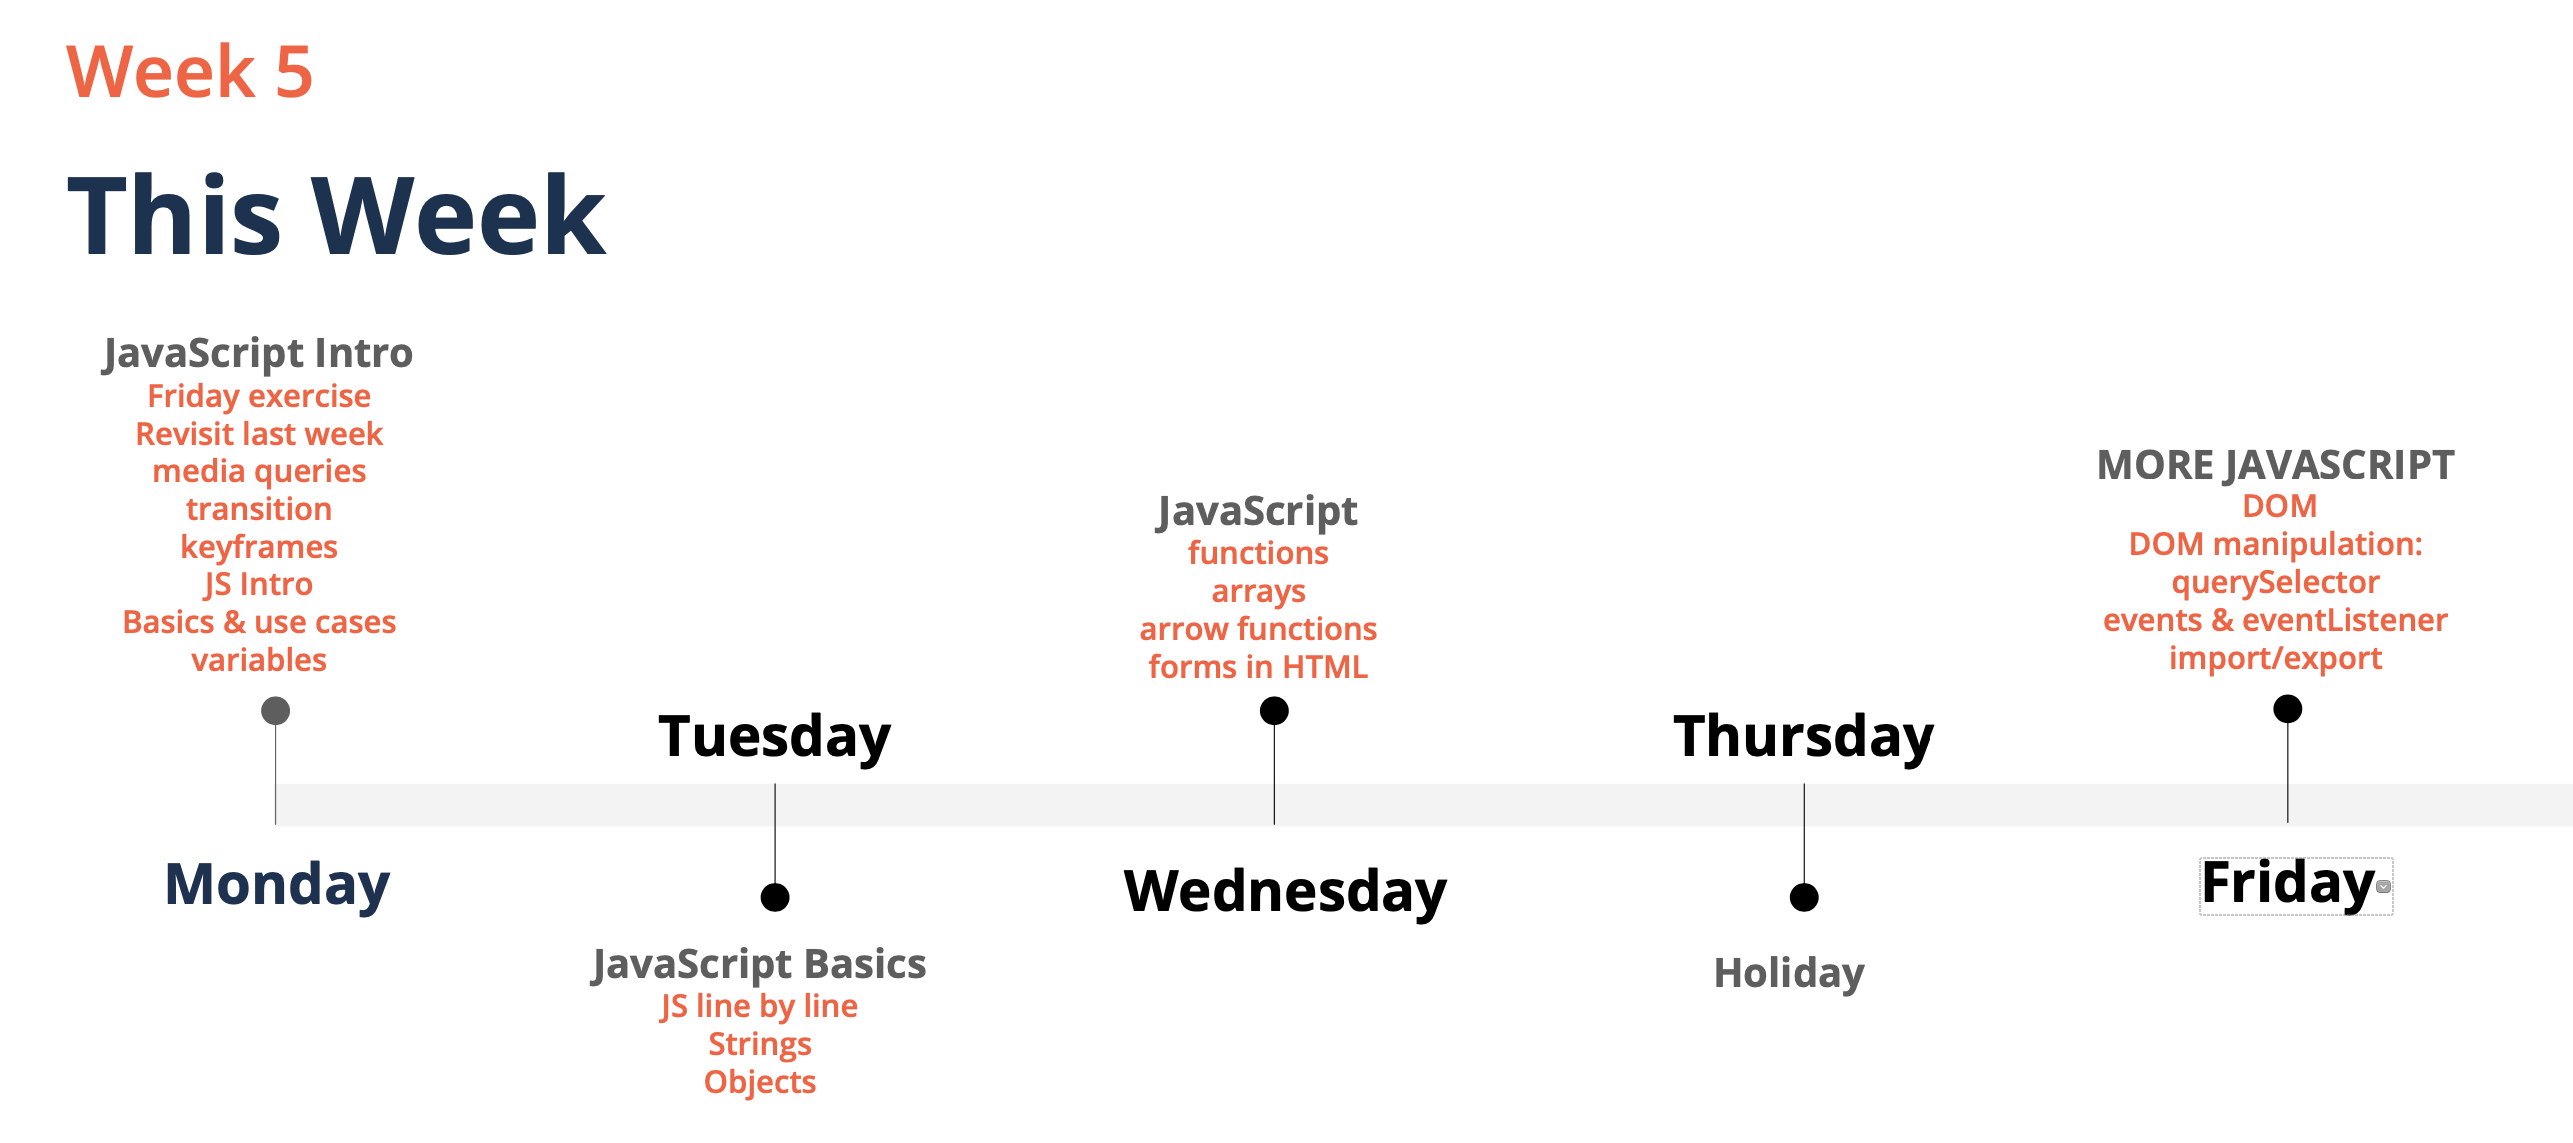 Week 5
This Week
JavaScript Intro
Friday exercise
Revisit last week
media queries
transition
keyframes
JS Intro
Basics & use cases
variables
Monday
Tuesday
JavaScript Basics
JS line by line
Strings
Objects
JavaScript
functions
arrays
arrow functions
forms in HTML
Wednesday
Thursday
Holiday
MORE JAVASCRIPT
DOM
DOM manipulation:
querySelector
events & eventListener
import/export
Friday